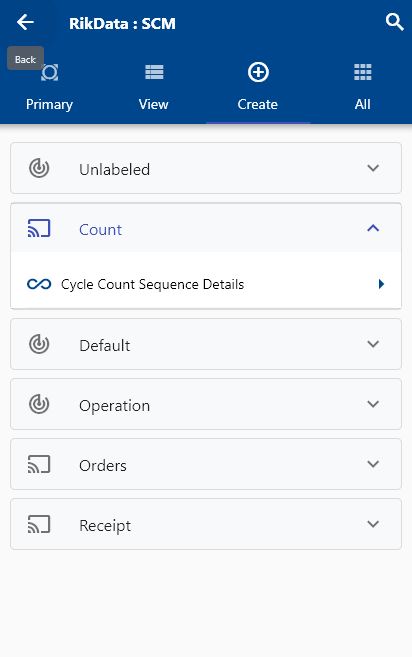 RikData : SCM
Back
Primary
View
Create
All
Unlabeled
Count
Cycle Count Sequence Details
Default
Operation
Orders
Receipt